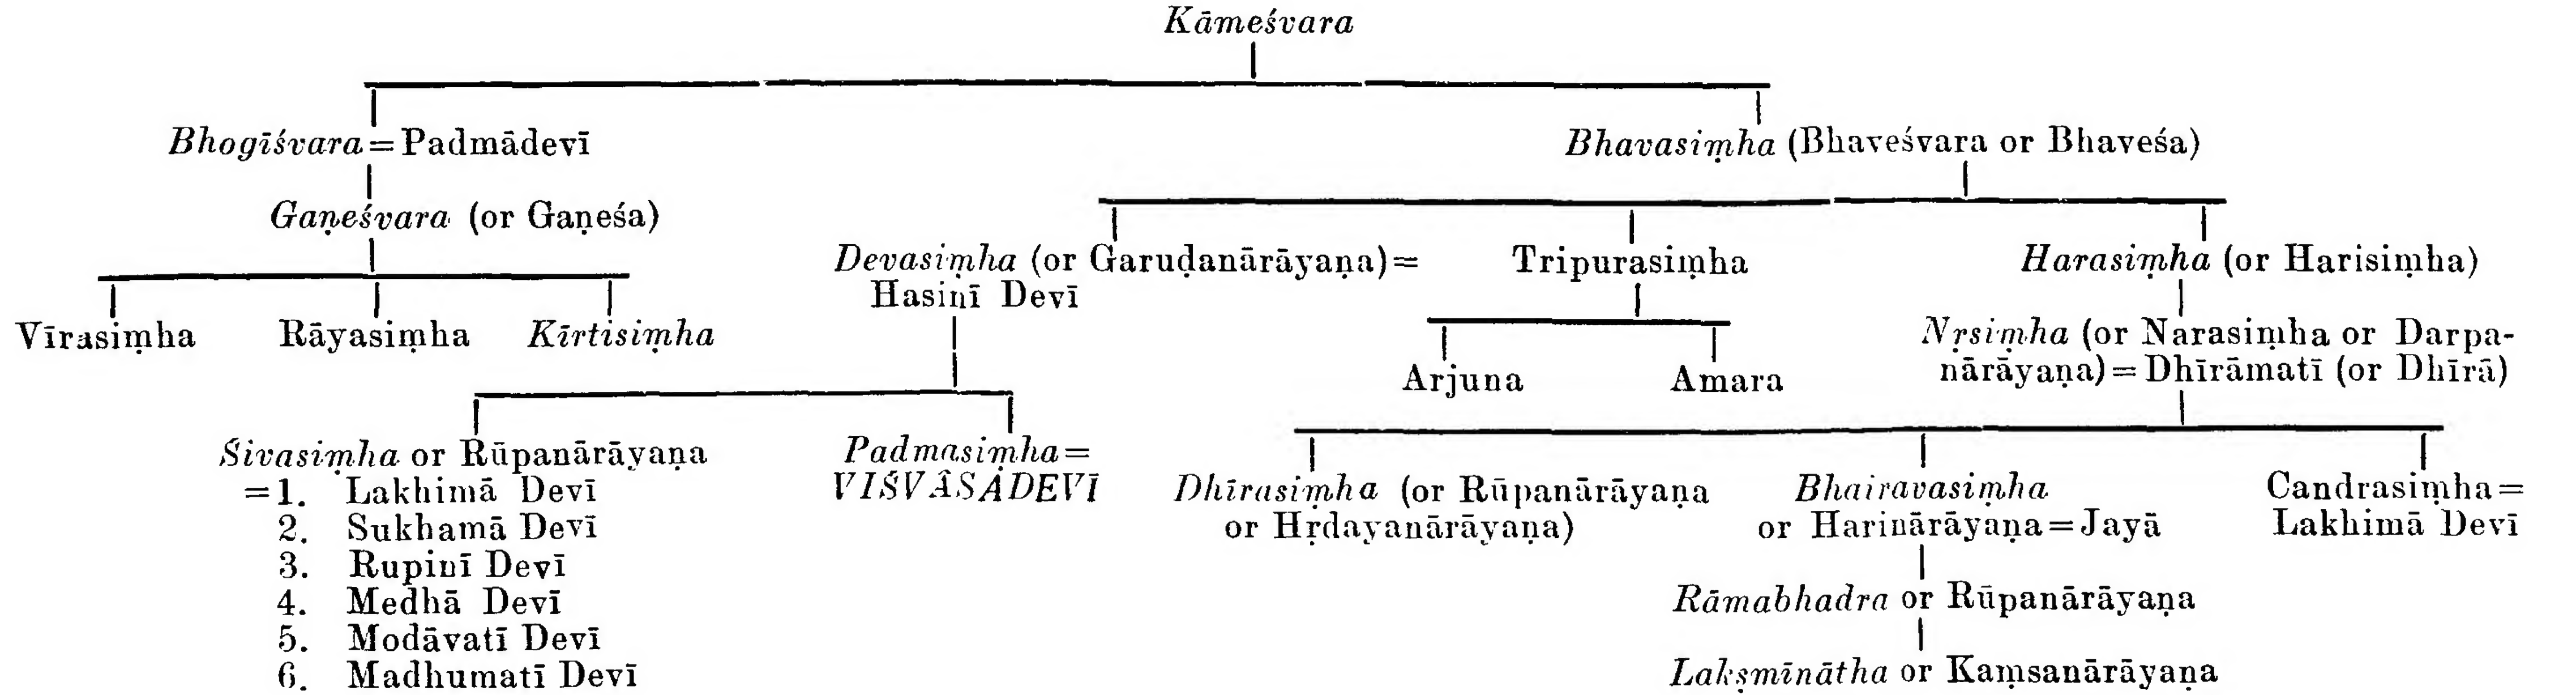 Kāmeśvara
Bhogīśvara = Padmādevī
Bhavasiṃha (Bhaveśvara or Bhaveśa)
Gaṇeśvara (or Gaṇeśa)
Devasiṃha (or Garuḍanārāyaṇa) =
Hasinī Devī
Tripurasiṃha
Harasiṃha (or Harisiṃha)
Vīrasiṃha
Rāyasiṃha
Kīrtisiṃha
Arjuna
Amara
Nṛsiṃha (or Narasiṃha or Darpa-
nārāyaṇa) = Dhīrāmatī (or Dhīrā)
Śivasiṃha or Rūpanārāyaṇa
=1. Lakhimā Devī
2. Sukhamā Devī
3. Rupinī Devī
4. Medhā Devī
5. Modāvatī Devī
6. Madhumatī Devī
Padmasiṃha =
VIŚVÂSÂDEVĪ
Dhīrasiṃha (or Rūpanārāyaṇa
or Hṛdayanārāyaṇa)
Bhairavasiṃha
or Harinārāyaṇa = Jayā
Candrasiṃha =
Lakhimā Devī
Rāmabhadra or Rūpanārāyaṇa
Lakṣmīnātha or Kaṃsanārāyaṇa